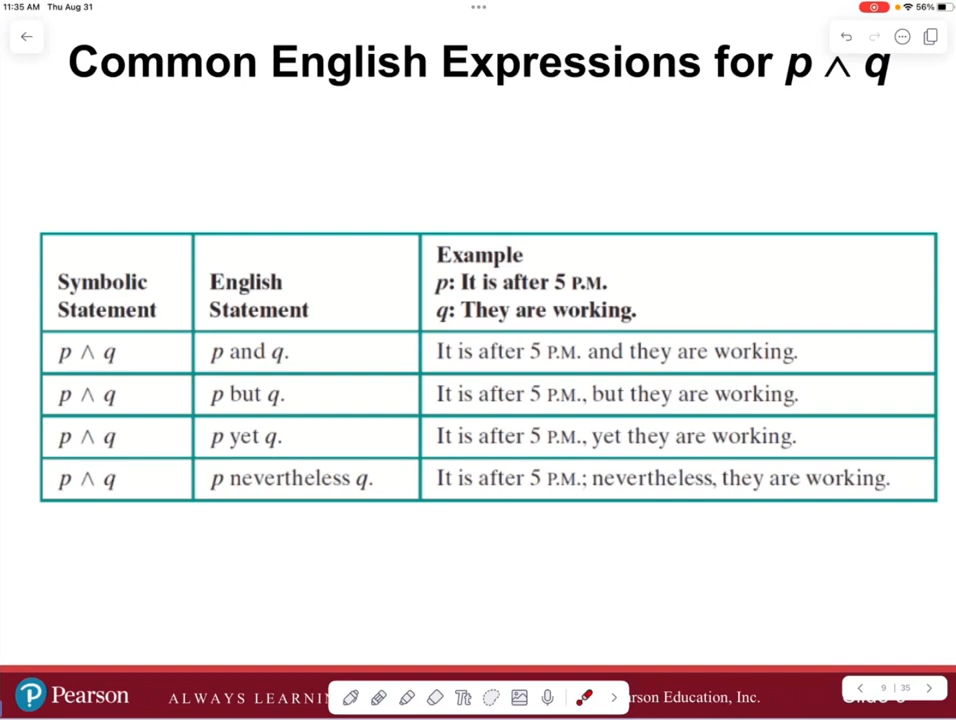 11:35 AM Thu Aug 31
56%
Common English Expressions for p ∧ q
Symbolic Statement
English Statement
Example
p: It is after 5 P.M.
q: They are working.
p ∧ q
p and q.
It is after 5 P.M. and they are working.
p ∧ q
p but q.
It is after 5 P.M., but they are working.
p ∧ q
p yet q.
It is after 5 P.M., yet they are working.
p ∧ q
p nevertheless q.
It is after 5 P.M.; nevertheless, they are working.
Pearson
ALWAYS LEARNIN
Tt
rson Education, Inc.
9 | 35